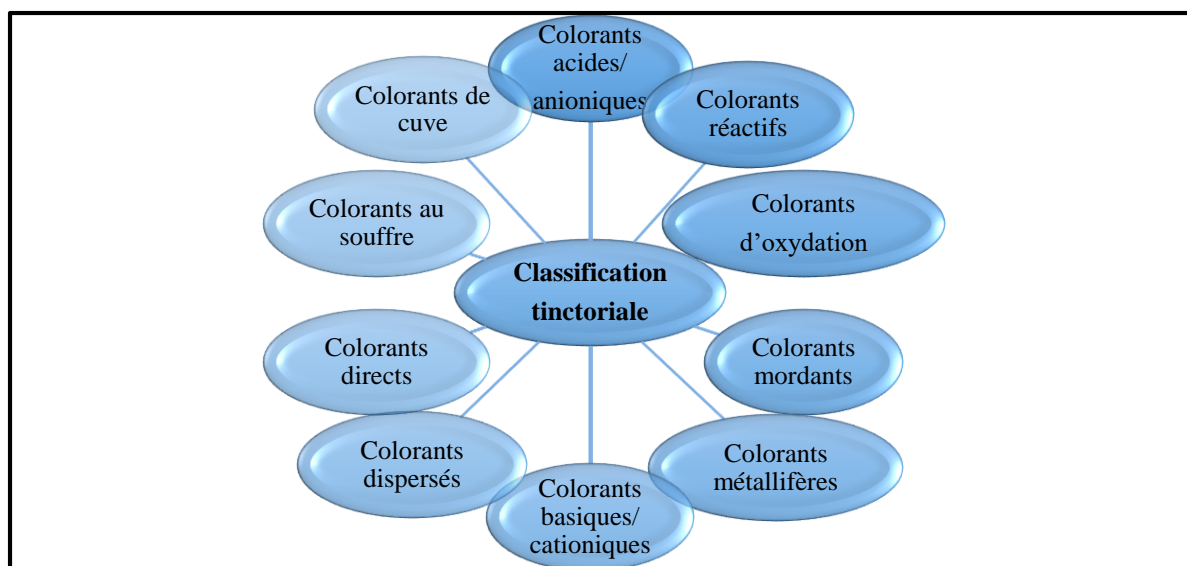 Colorants
acides/
anioniques
Colorants de
cuve
Colorants
réactifs
Colorants au
souffre
Colorants
d’oxydation
Classification
tinctoriale
Colorants
directs
Colorants
mordants
Colorants
dispersés
Colorants
métallifères
Colorants
basiques/
cationiques